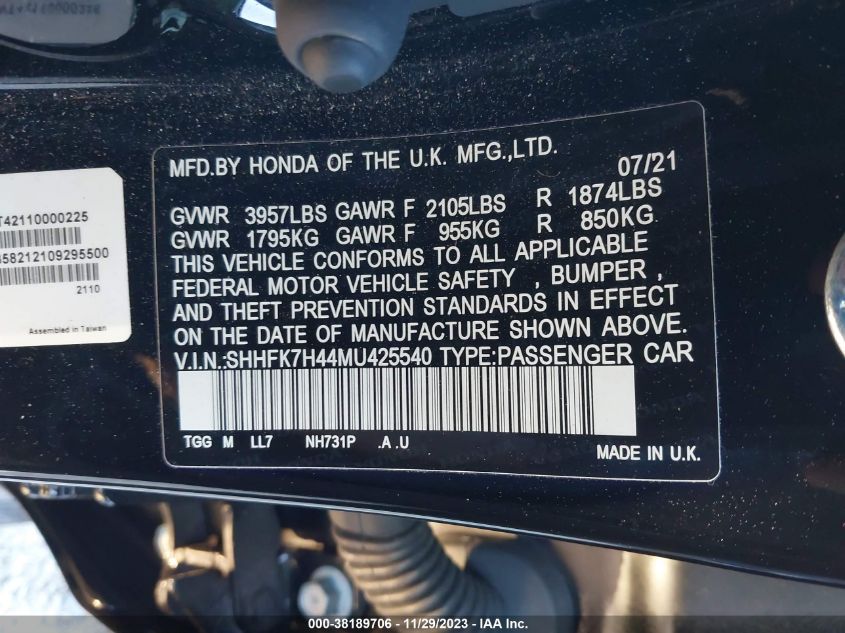 MFD.BY HONDA OF THE U.K. MFG.,LTD. 07/21
GVWR 3957LBS GAWR F 2105LBS R 1874LBS
GVWR 1795KG GAWR F 955KG R 850KG
THIS VEHICLE CONFORMS TO ALL APPLICABLE
FEDERAL MOTOR VEHICLE SAFETY , BUMPER ,
AND THEFT PREVENTION STANDARDS IN EFFECT
ON THE DATE OF MANUFACTURE SHOWN ABOVE.
V.I.N.:SHHFK7H44MU425540 TYPE:PASSENGER CAR
TGG M LL7 NH731P .A .U
MADE IN U.K.
T42110000225
58212109295500
2110
Assembled in Taiwan
000-38189706 - 11/29/2023 - IAA Inc.